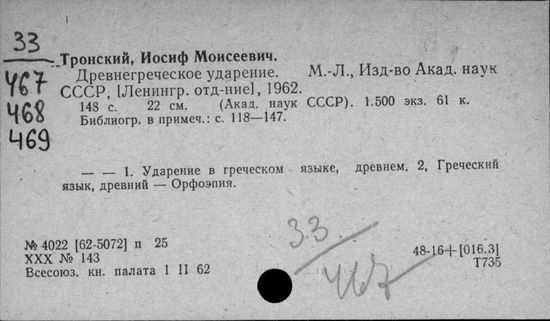 33
467
468
469
Тронский, Иосиф Моисеевич.
Древнегреческое ударение. М.-Л., Изд-во Акад. наук
СССР, [Ленингр. отд-ние], 1962.
148 с. 22 см. (Акад. наук СССР). 1.500 экз. 61 к.
Библиогр. в примеч.: с. 118—147.
— — 1. Ударение в греческом языке, древнем. 2, Греческий
язык, древний — Орфоэпия.
№ 4022 [62-5072] п 25
XXX № 143
Всесоюз. кн. палата 1 II 62
33
467
48-16+[016.3]
Т735